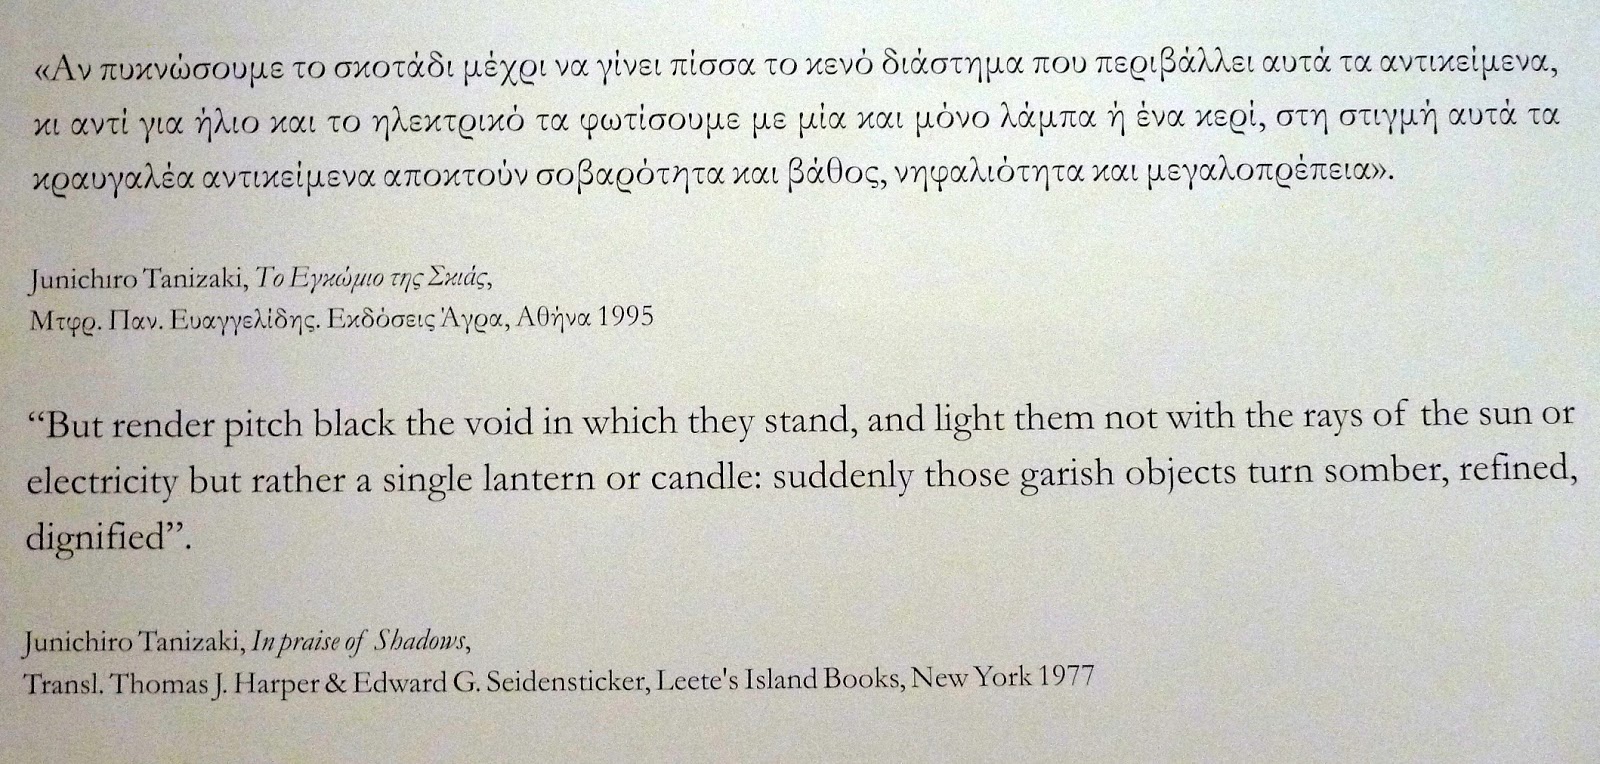 «Αν πυκνώσουμε το σκοτάδι μέχρι να γίνει πίσσα το κενό διάστημα που περιβάλλει αυτά τα αντικείμενα,
κι αντί για ήλιο και το ηλεκτρικό τα φωτίσουμε με μία και μόνο λάμπα ή ένα κερί, στη στιγμή αυτά τα
κραυγαλέα αντικείμενα αποκτούν σοβαρότητα και βάθος, νηφαλιότητα και μεγαλοπρέπεια».
Junichiro Tanizaki, Το Εγκώμιο της Σκιάς,
Μτφρ. Παν. Ευαγγελίδης. Εκδόσεις Άγρα, Αθήνα 1995
“But render pitch black the void in which they stand, and light them not with the rays of the sun or
electricity but rather a single lantern or candle: suddenly those garish objects turn somber, refined,
dignified”.
Junichiro Tanizaki, In praise of Shadows,
Transl. Thomas J. Harper & Edward G. Seidensticker, Leete's Island Books, New York 1977